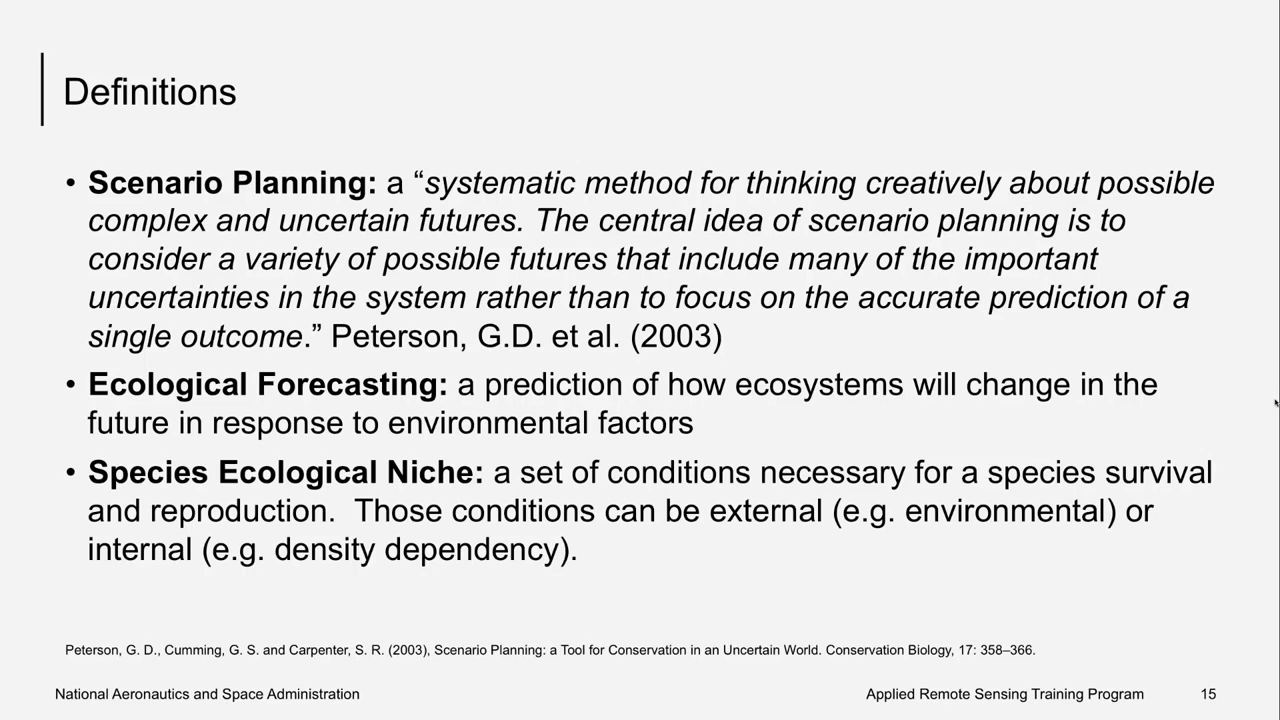 Definitions
• Scenario Planning: a “systematic method for thinking creatively about possible
complex and uncertain futures. The central idea of scenario planning is to
consider a variety of possible futures that include many of the important
uncertainties in the system rather than to focus on the accurate prediction of a
single outcome.” Peterson, G.D. et al. (2003)
• Ecological Forecasting: a prediction of how ecosystems will change in the
future in response to environmental factors
• Species Ecological Niche: a set of conditions necessary for a species survival
and reproduction.  Those conditions can be external (e.g. environmental) or
internal (e.g. density dependency).
Peterson, G. D., Cumming, G. S. and Carpenter, S. R. (2003), Scenario Planning: a Tool for Conservation in an Uncertain World. Conservation Biology, 17: 358–366.
National Aeronautics and Space Administration
Applied Remote Sensing Training Program
15